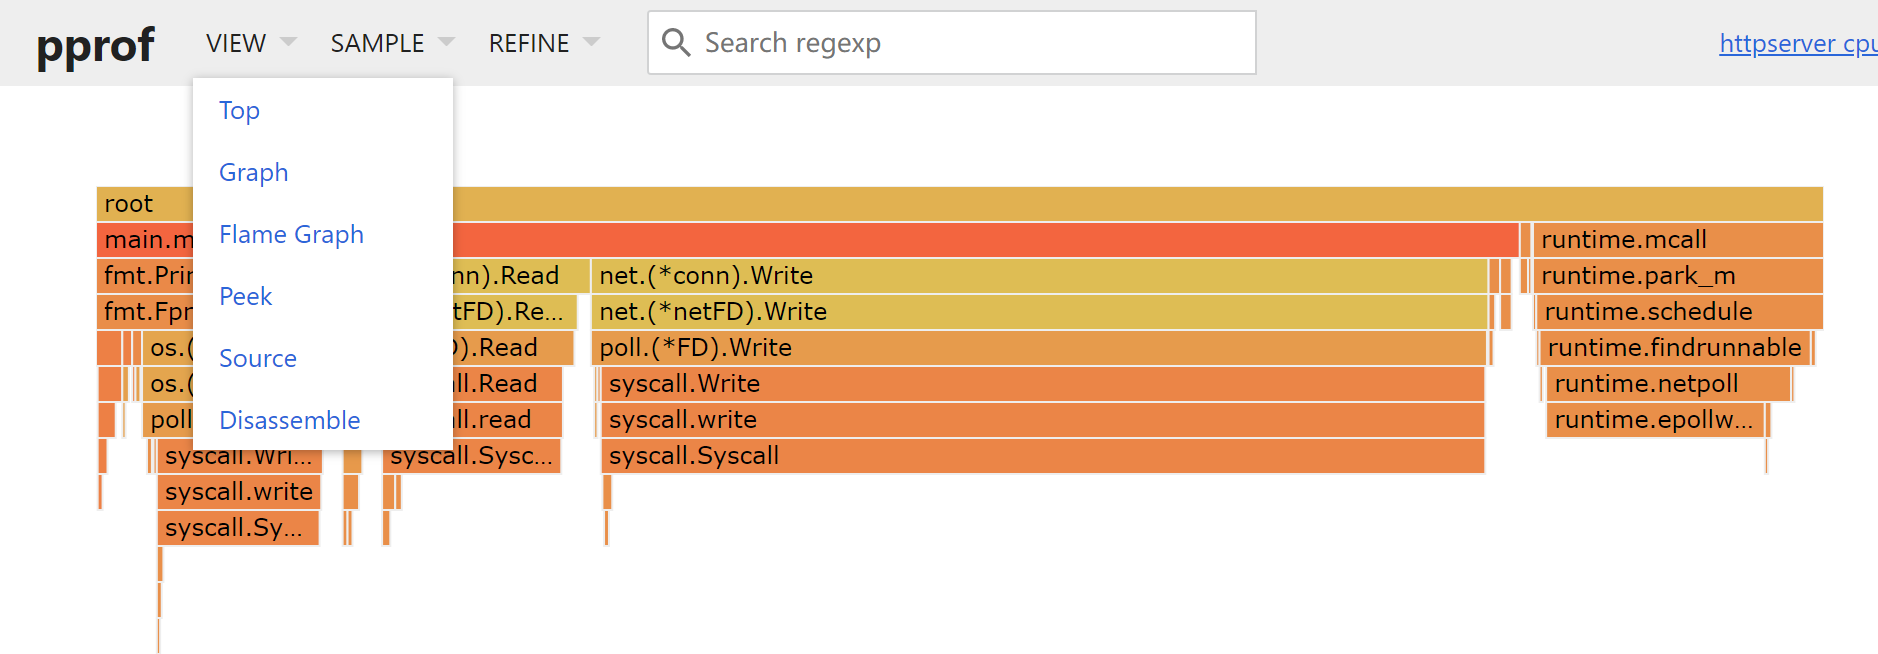 pprof VIEW SAMPLE REFINE Search regexp httpserver cpu
Top
Graph
Flame Graph
Peek
Source
Disassemble
root
main.m runtime.mcall
fmt.Prin nn).Read net.(*conn).Write runtime.park_m
fmt.Fpr tFD).Re... net.(*netFD).Write runtime.schedule
os.( ).Read poll.(*FD).Write runtime.findrunnable
os.( ll.Read syscall.Write runtime.netpoll
poll ll.read syscall.write runtime.epollw...
syscall.Wri... syscall.Sysc... syscall.Syscall
syscall.write
syscall.Sy...